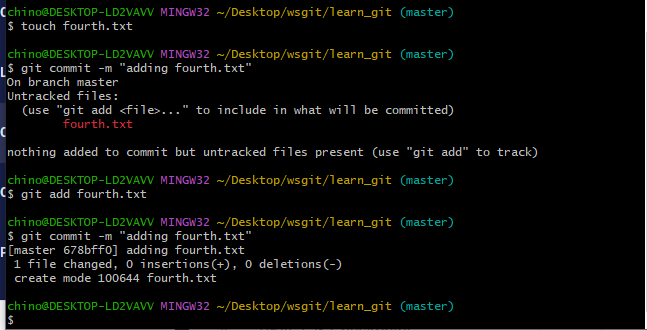 chino@DESKTOP-LD2VAVV MINGW32 ~/Desktop/wsgit/learn_git (master)
$ touch fourth.txt
chino@DESKTOP-LD2VAVV MINGW32 ~/Desktop/wsgit/learn_git (master)
$ git commit -m "adding fourth.txt"
On branch master
Untracked files:
  (use "git add <file>..." to include in what will be committed)
        fourth.txt
nothing added to commit but untracked files present (use "git add" to track)
chino@DESKTOP-LD2VAVV MINGW32 ~/Desktop/wsgit/learn_git (master)
$ git add fourth.txt
chino@DESKTOP-LD2VAVV MINGW32 ~/Desktop/wsgit/learn_git (master)
$ git commit -m "adding fourth.txt"
[master 678bff0] adding fourth.txt
 1 file changed, 0 insertions(+), 0 deletions(-)
 create mode 100644 fourth.txt
chino@DESKTOP-LD2VAVV MINGW32 ~/Desktop/wsgit/learn_git (master)
$